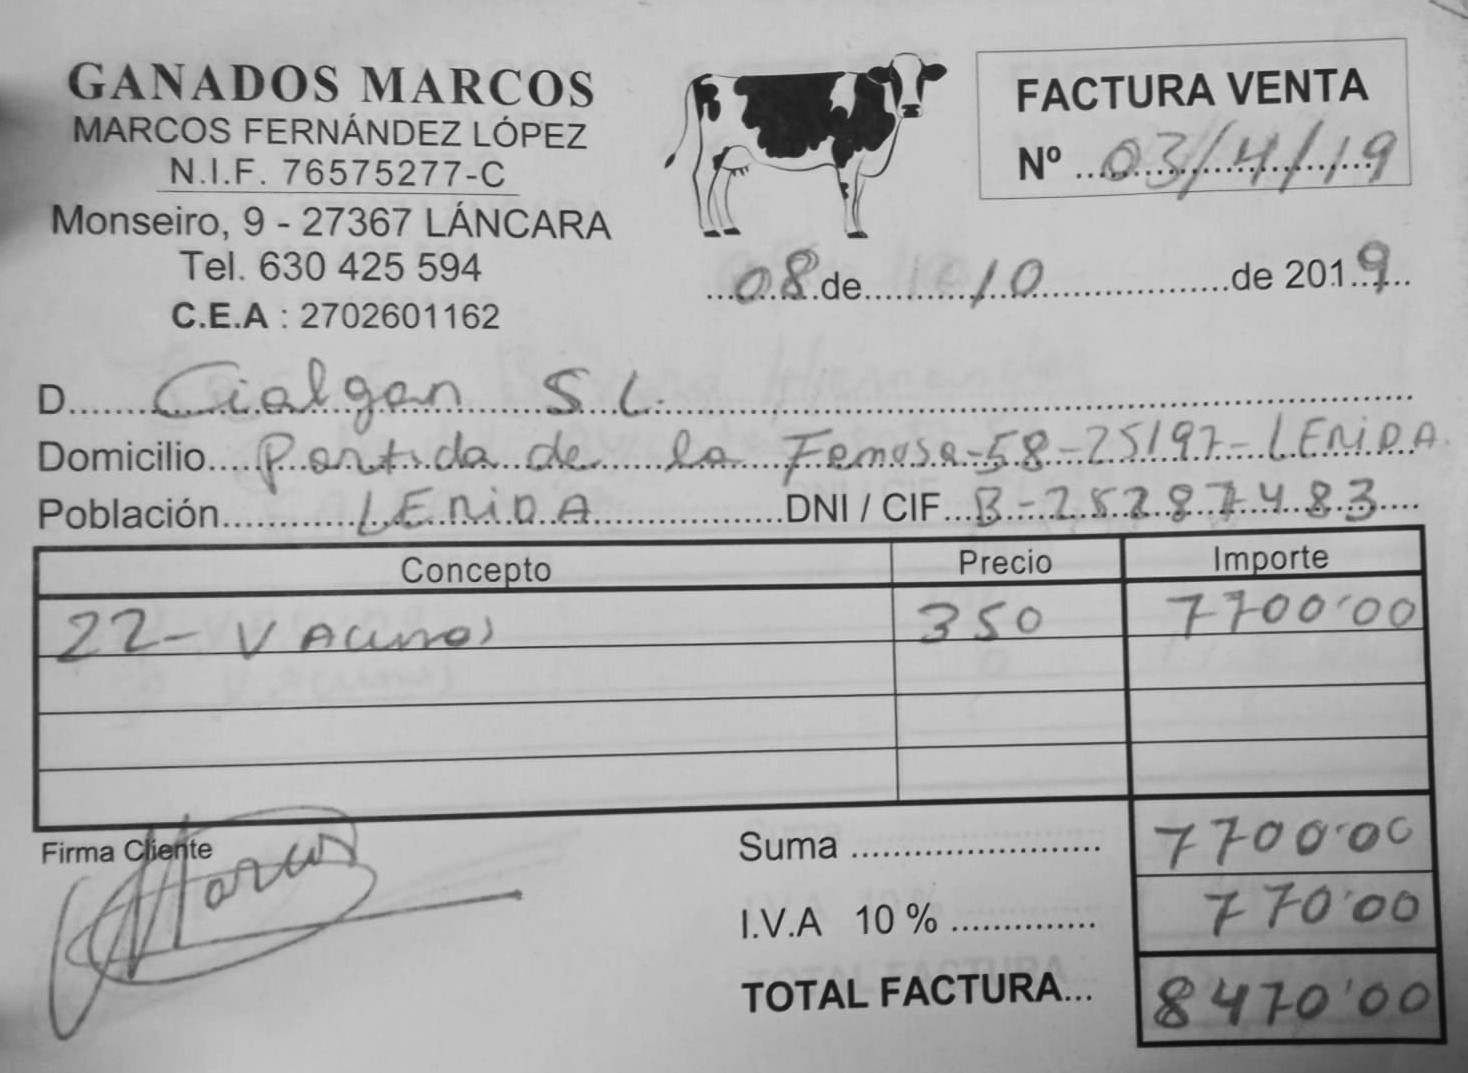 GANADOS MARCOS
MARCOS FERNÁNDEZ LÓPEZ
N.I.F. 76575277-C
Monseiro, 9 - 27367 LÁNCARA
Tel. 630 425 594
C.E.A : 2702601162
FACTURA VENTA
Nº 03/4/19
08 de 10 de 2019
D. Cialgan S.L.
Domicilio Partida de la Femosa-58-25197-LERIDA
Población LERIDA DNI / CIF B-25287483
Concepto Precio Importe
22- Vacunos 350 7700'00
Firma Cliente
Marcos
Suma 7700'00
I.V.A 10 % 770'00
TOTAL FACTURA... 8470'00